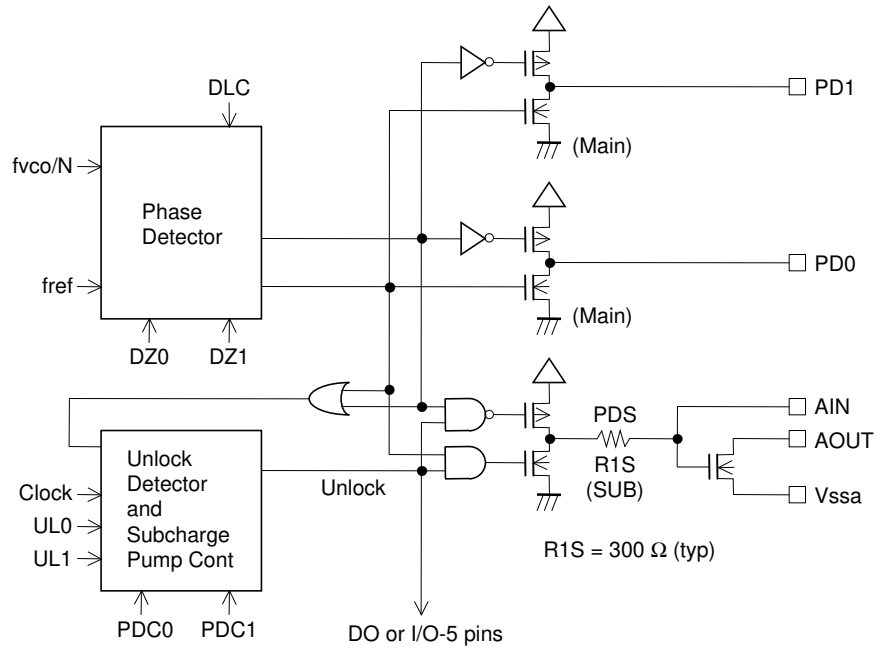 DLC
PD1
fvco/N
(Main)
Phase
Detector
PD0
fref
(Main)
DZ0
DZ1
PDS
AIN
R1S
(SUB)
AOUT
Vssa
Unlock
Detector
and
Subcharge
Pump Cont
Unlock
Clock
UL0
UL1
R1S = 300 Ω (typ)
PDC0
PDC1
DO or I/O-5 pins